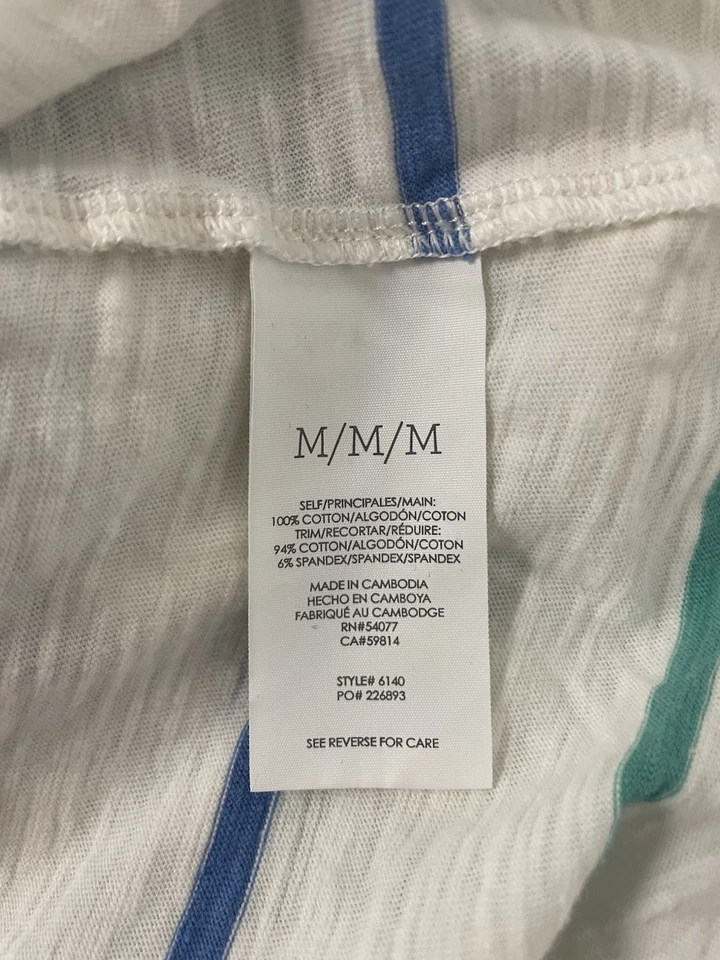 M/M/M
SELF/PRINCIPALES/MAIN:
100% COTTON/ALGODÓN/COTON
TRIM/RECORTAR/RÉDUIRE:
94% COTTON/ALGODÓN/COTON
6% SPANDEX/SPANDEX/SPANDEX
MADE IN CAMBODIA
HECHO EN CAMBOYA
FABRIQUÉ AU CAMBODGE
RN#54077
CA#59814
STYLE# 6140
PO# 226893
SEE REVERSE FOR CARE